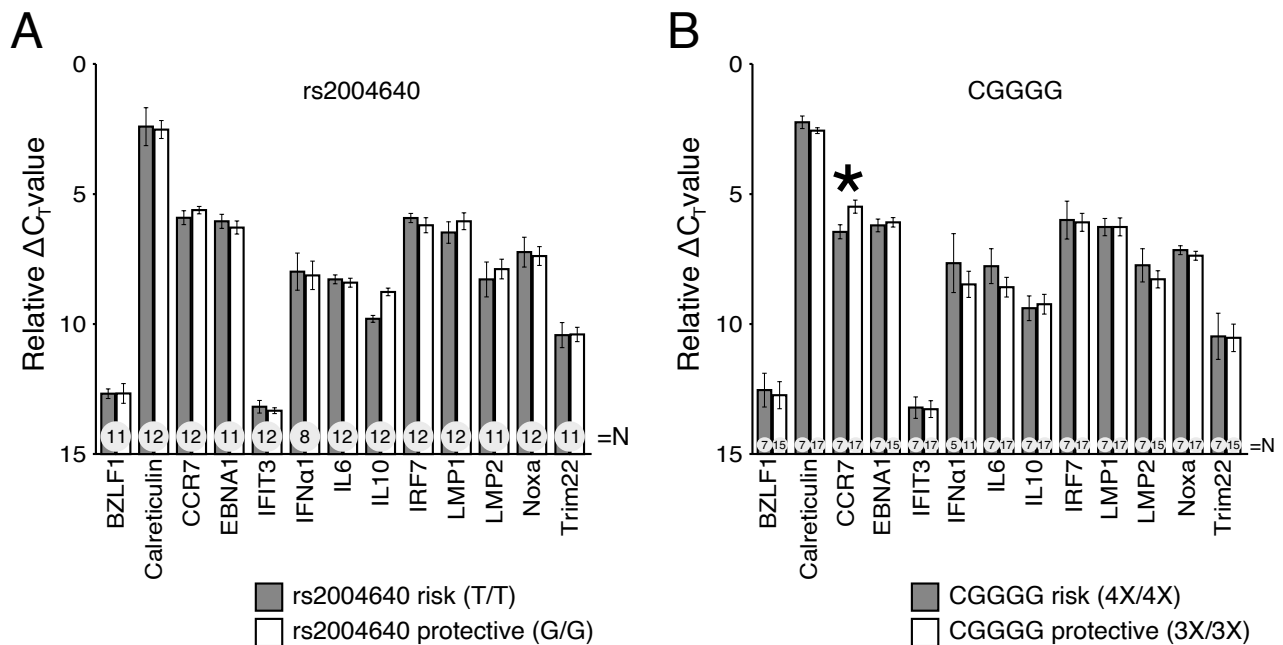 A
rs2004640
Relative ΔCTvalue
0
5
10
15
11 12 12 11 12 8 12 12 12 12 11 12 11 =N
BZLF1
Calreticulin
CCR7
EBNA1
IFIT3
IFNα1
IL6
IL10
IRF7
LMP1
LMP2
Noxa
Trim22
rs2004640 risk (T/T)
rs2004640 protective (G/G)
B
CGGGG
Relative ΔCTvalue
0
5
10
15
*
7 15 7 17 7 17 7 15 7 17 5 11 7 17 7 17 7 17 7 17 7 15 7 17 7 15 =N
BZLF1
Calreticulin
CCR7
EBNA1
IFIT3
IFNα1
IL6
IL10
IRF7
LMP1
LMP2
Noxa
Trim22
CGGGG risk (4X/4X)
CGGGG protective (3X/3X)